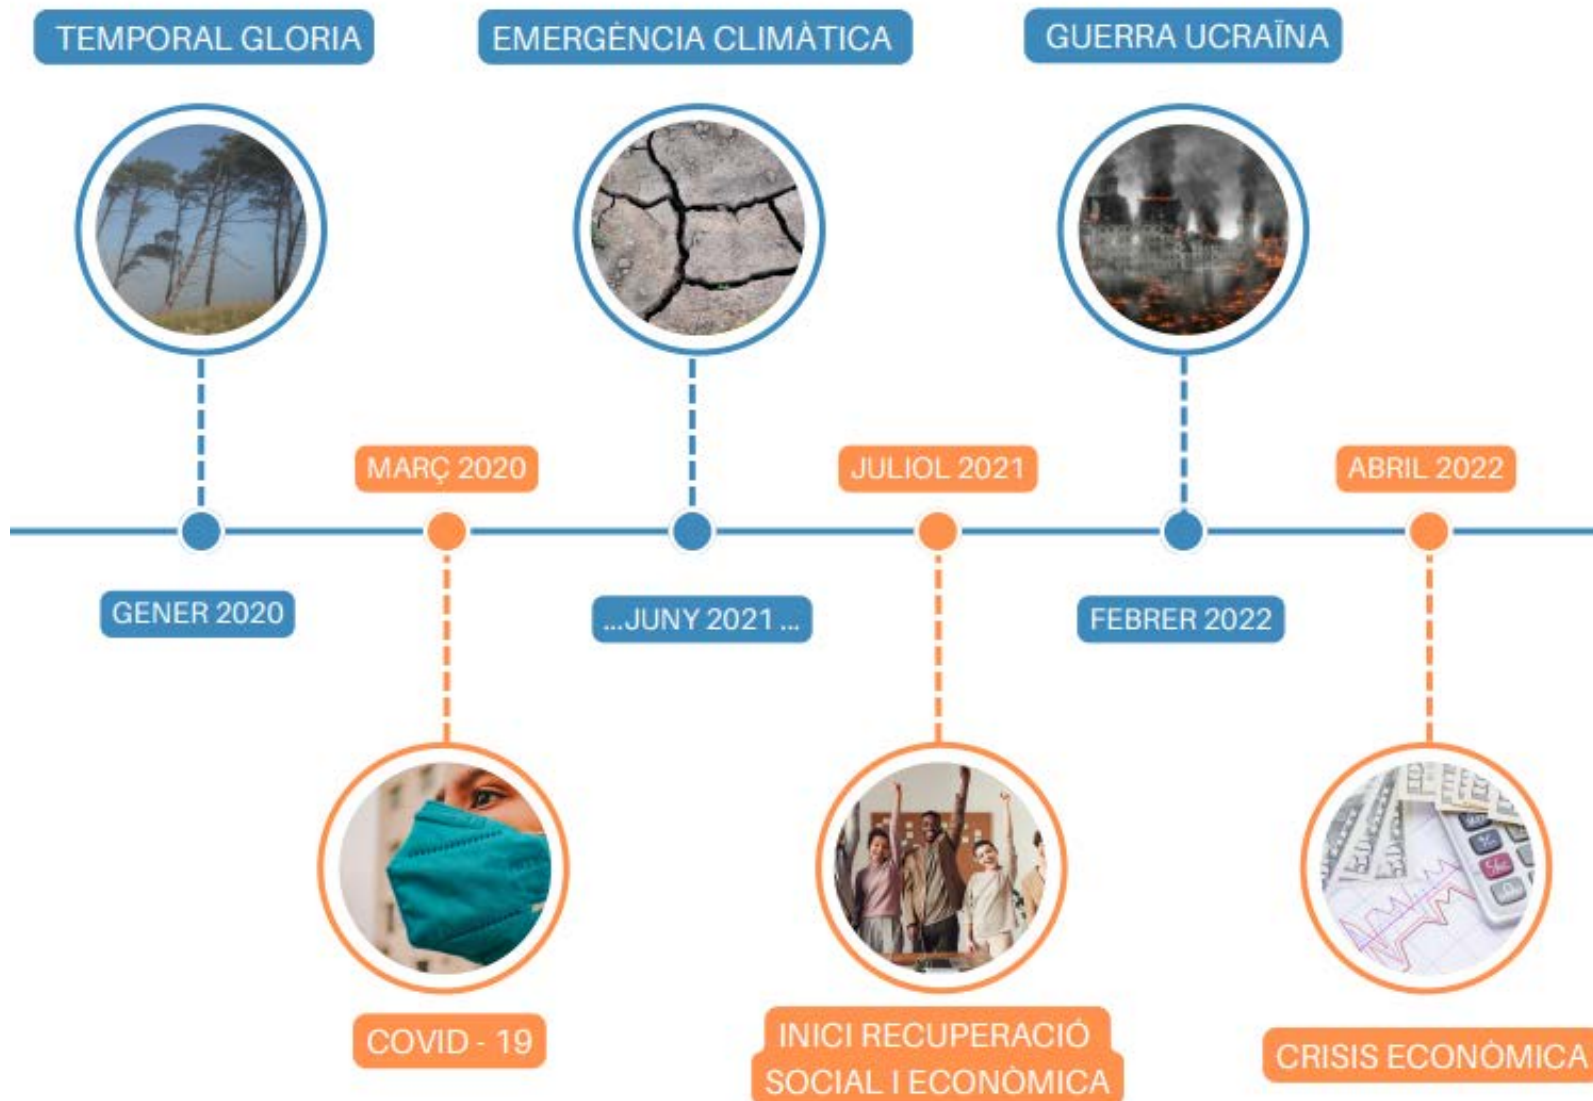 TEMPORAL GLORIA
EMERGÈNCIA CLIMÀTICA
GUERRA UCRAÏNA
MARÇ 2020
JULIOL 2021
ABRIL 2022
GENER 2020
...JUNY 2021 ...
FEBRER 2022
COVID - 19
INICI RECUPERACIÓ
SOCIAL I ECONÒMICA
CRISIS ECONÒMICA